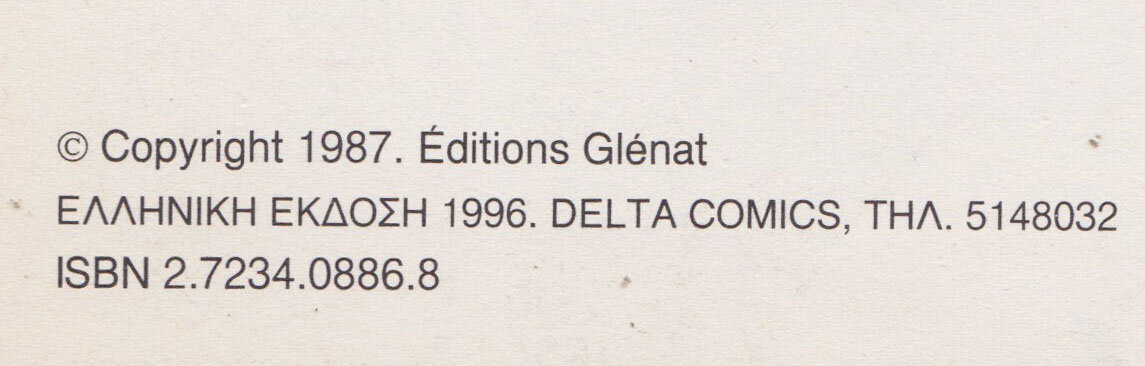 © Copyright 1987. Éditions Glénat
ΕΛΛΗΝΙΚΗ ΕΚΔΟΣΗ 1996. DELTA COMICS, ΤΗΛ. 5148032
ISBN 2.7234.0886.8